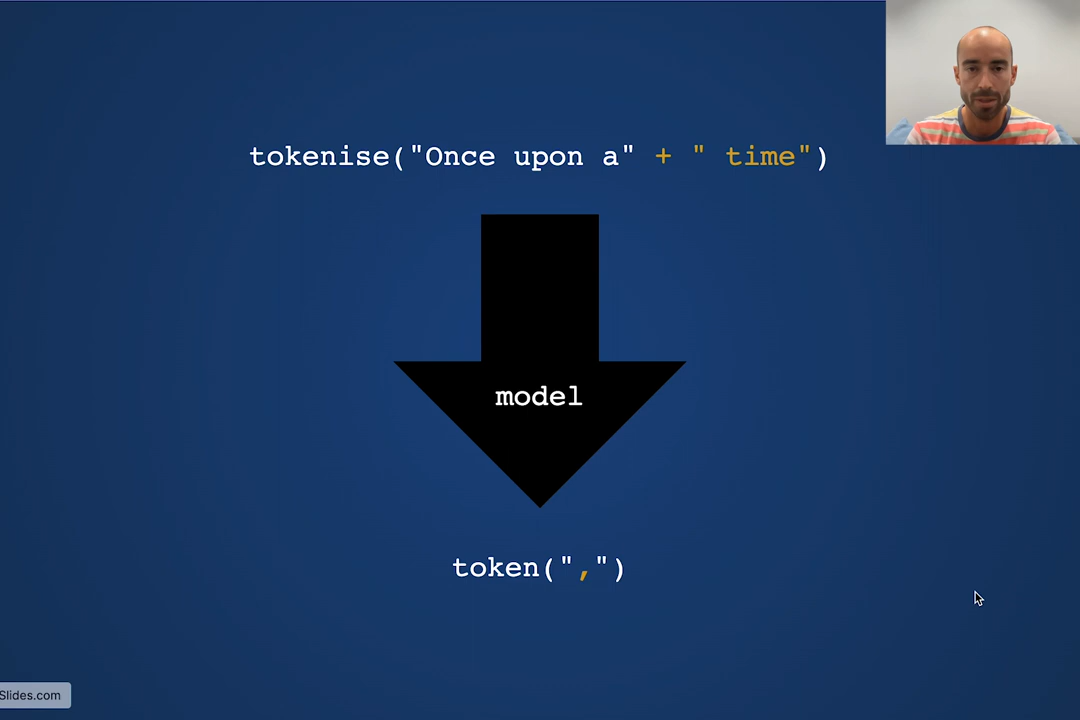 tokenise("Once upon a" + " time")
model
token(",")
Slides.com